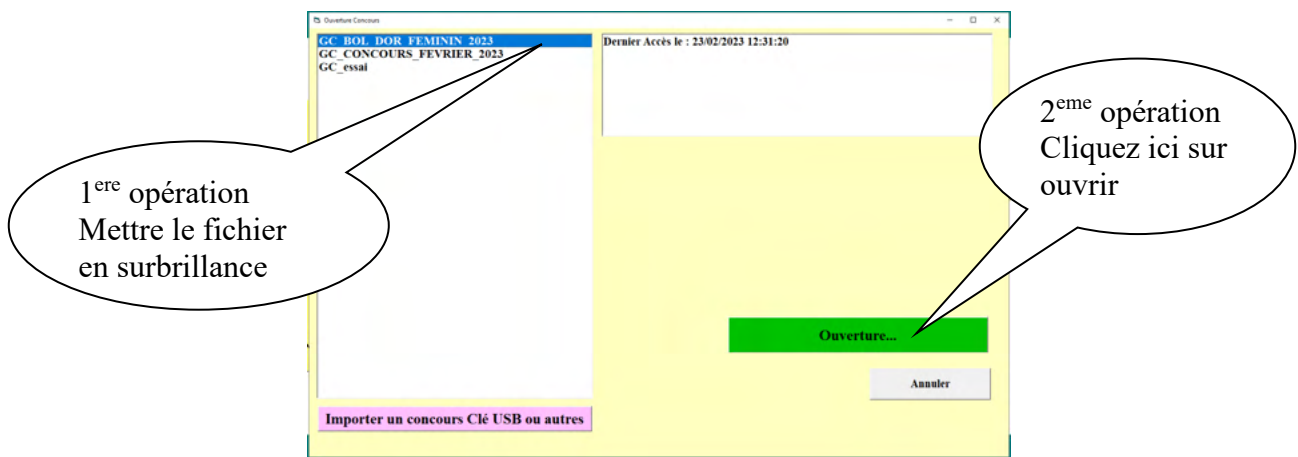 Ouverture Concours
GC_BOL_DOR_FEMININ_2023
GC_CONCOURS_FEVRIER_2023
GC_essai
Dernier Accès le : 23/02/2023 12:31:20
1ere opération
Mettre le fichier
en surbrillance
2eme opération
Cliquez ici sur
ouvrir
Ouverture...
Annuler
Importer un concours Clé USB ou autres